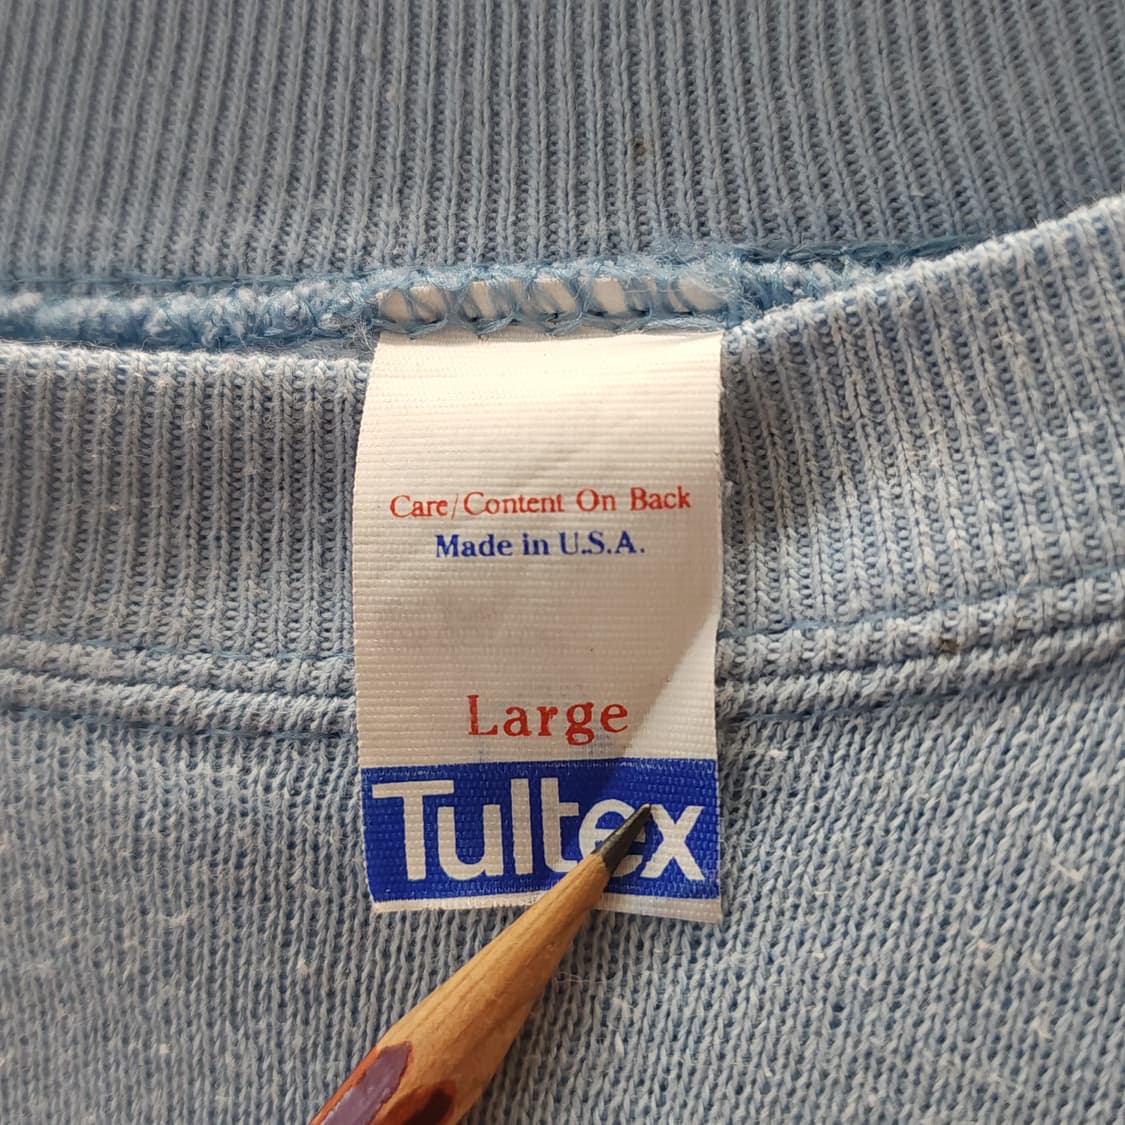 Care/Content On Back
Made in U.S.A.
Large
Tultex